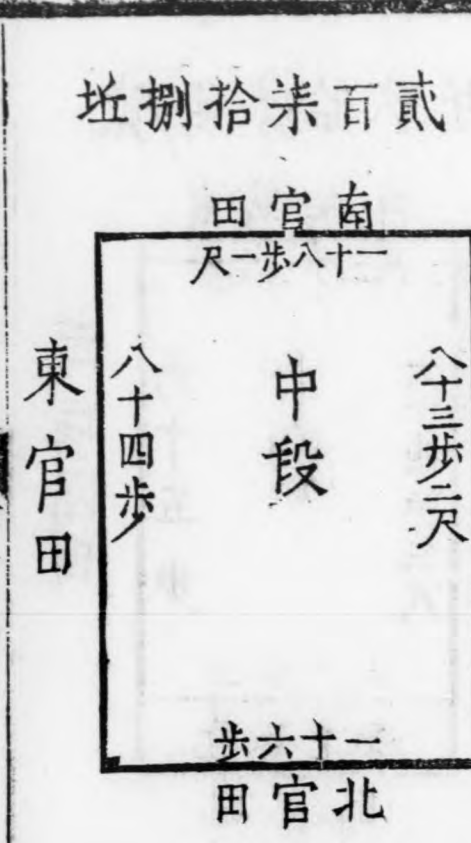 貳百柒拾捌坵
南官田
一十八步一尺
八十三步二尺
中段
八十四步
東官田
一十六步
北官田